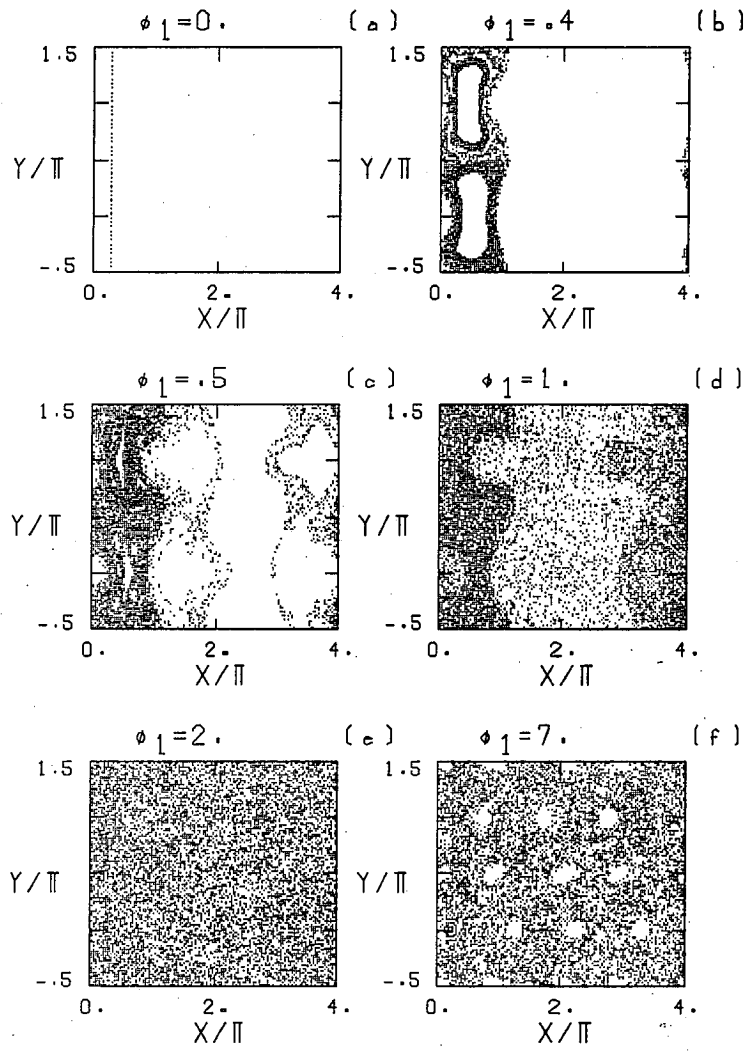 ϕ1=0. (a)
ϕ1=.4 (b)
1.5
Y/π
-.5
0. 2. 4.
X/π
1.5
Y/π
-.5
0. 2. 4.
X/π
ϕ1=.5 (c)
ϕ1=1. (d)
1.5
Y/π
-.5
0. 2. 4.
X/π
1.5
Y/π
-.5
0. 2. 4.
X/π
ϕ1=2. (e)
ϕ1=7. (f)
1.5
Y/π
-.5
0. 2. 4.
X/π
1.5
Y/π
-.5
0. 2. 4.
X/π